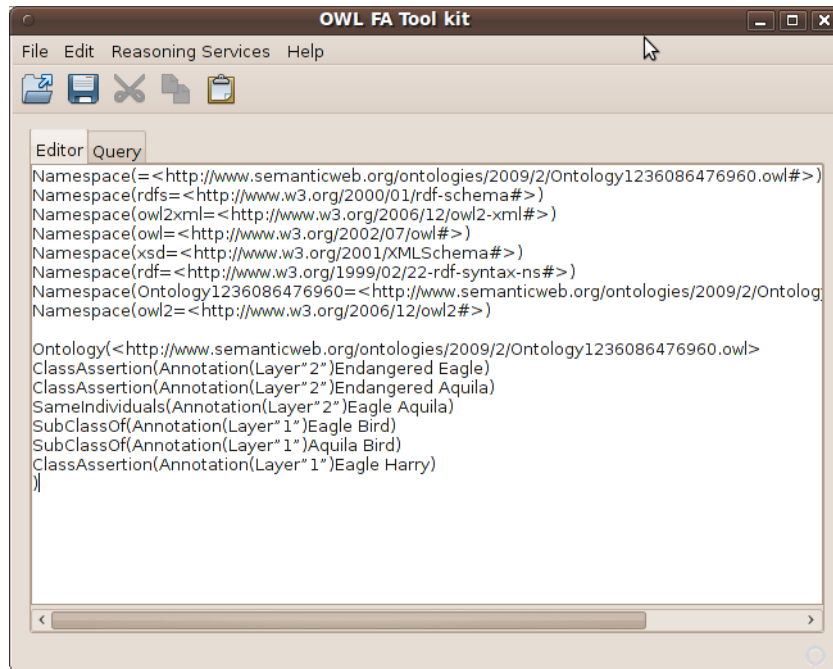 OWL FA Tool kit
File Edit Reasoning Services Help
Editor Query
Namespace(=<http://www.semanticweb.org/ontologies/2009/2/Ontology1236086476960.owl#>)
Namespace(rdfs=<http://www.w3.org/2000/01/rdf-schema#>)
Namespace(owl2xml=<http://www.w3.org/2006/12/owl2-xml#>)
Namespace(owl=<http://www.w3.org/2002/07/owl#>)
Namespace(xsd=<http://www.w3.org/2001/XMLSchema#>)
Namespace(rdf=<http://www.w3.org/1999/02/22-rdf-syntax-ns#>)
Namespace(Ontology1236086476960=<http://www.semanticweb.org/ontologies/2009/2/Ontolog
Namespace(owl2=<http://www.w3.org/2006/12/owl2#>)
Ontology(<http://www.semanticweb.org/ontologies/2009/2/Ontology1236086476960.owl>
ClassAssertion(Annotation(Layer"2")Endangered Eagle)
ClassAssertion(Annotation(Layer"2")Endangered Aquila)
SameIndividuals(Annotation(Layer"2")Eagle Aquila)
SubClassOf(Annotation(Layer"1")Eagle Bird)
SubClassOf(Annotation(Layer"1")Aquila Bird)
ClassAssertion(Annotation(Layer"1")Eagle Harry)
)